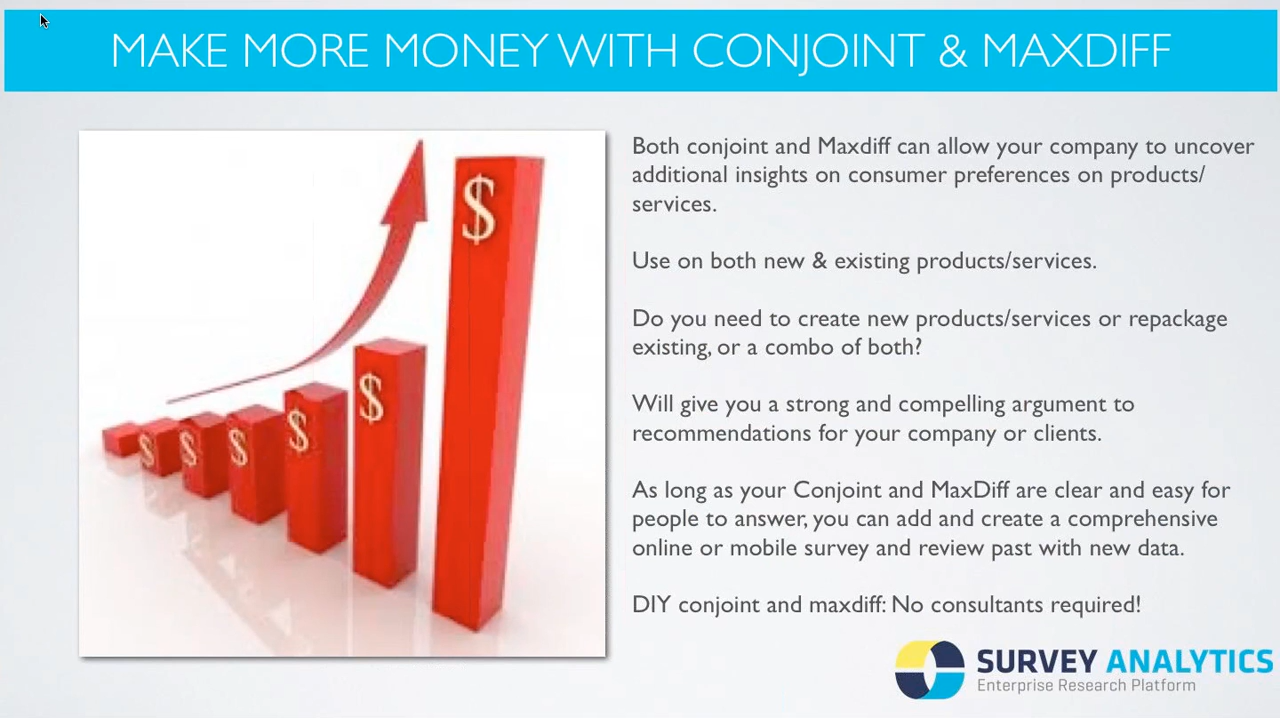 MAKE MORE MONEY WITH CONJOINT & MAXDIFF
Both conjoint and Maxdiff can allow your company to uncover
additional insights on consumer preferences on products/
services.
Use on both new & existing products/services.
Do you need to create new products/services or repackage
existing, or a combo of both?
Will give you a strong and compelling argument to
recommendations for your company or clients.
As long as your Conjoint and MaxDiff are clear and easy for
people to answer, you can add and create a comprehensive
online or mobile survey and review past with new data.
DIY conjoint and maxdiff: No consultants required!
$ $ $ $ $ $
SURVEY ANALYTICS
Enterprise Research Platform